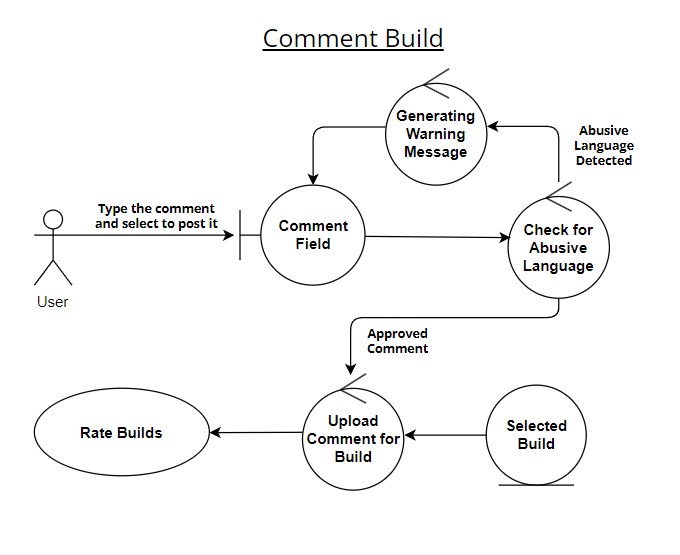 Comment Build
Generating
Warning
Message
Abusive
Language
Detected
Type the comment
and select to post it
Comment
Field
Check for
Abusive
Language
User
Approved
Comment
Rate Builds
Upload
Comment for
Build
Selected
Build